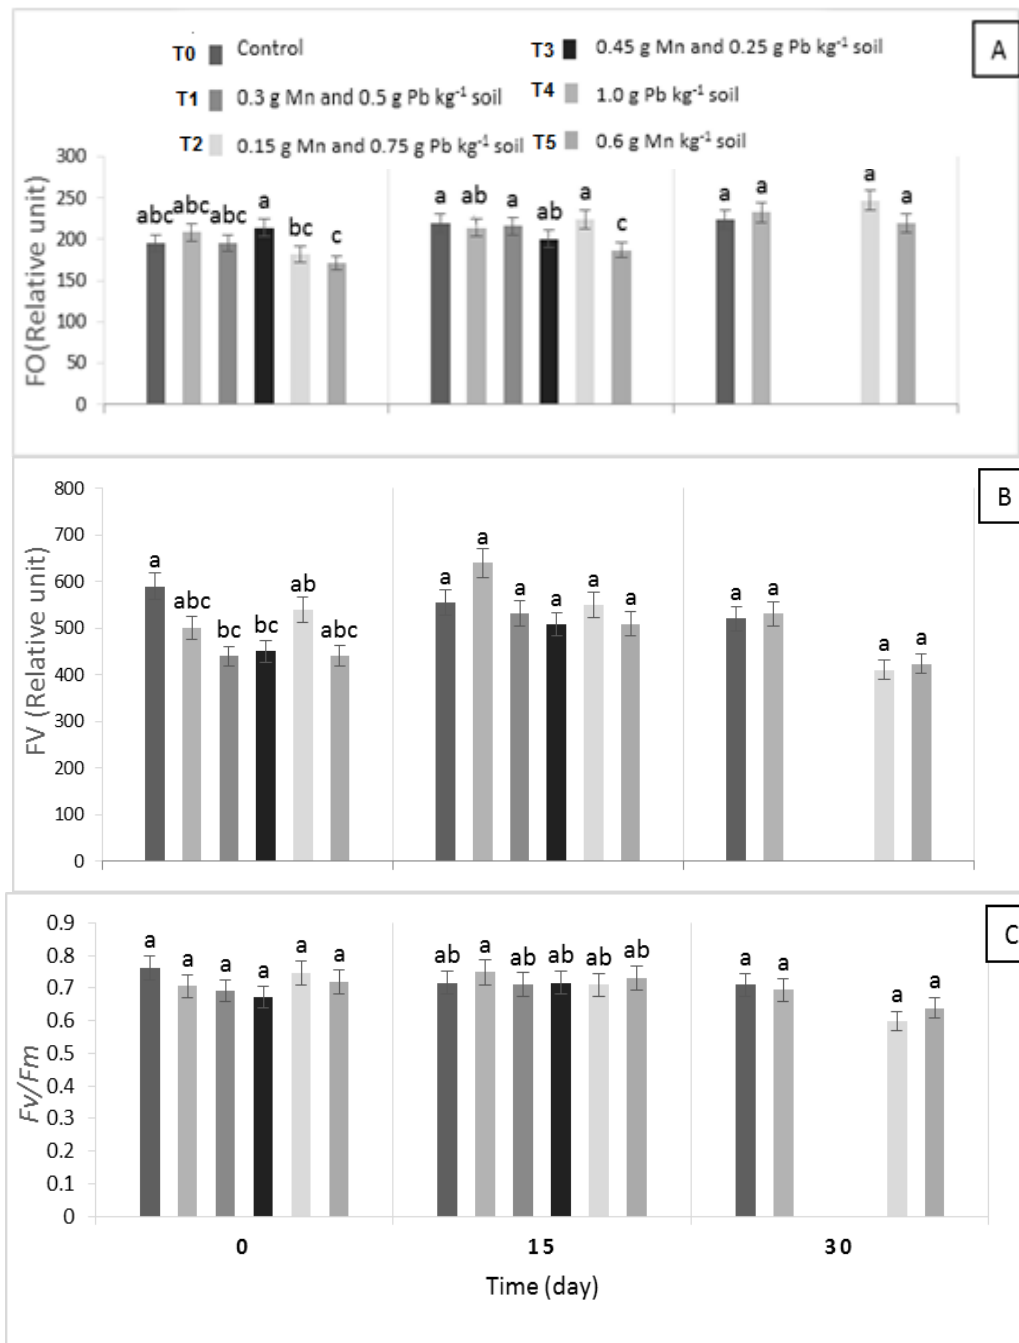 T0 Control T3 0.45 g Mn and 0.25 g Pb kg⁻¹ soil
A
T1 0.3 g Mn and 0.5 g Pb kg⁻¹ soil T4 1.0 g Pb kg⁻¹ soil
T2 0.15 g Mn and 0.75 g Pb kg⁻¹ soil T5 0.6 g Mn kg⁻¹ soil
FO(Relative unit)
300
250
200
150
100
50
0
abc abc abc a bc c
a ab a ab a c
a a a a
B
FV (Relative unit)
800
700
600
500
400
300
200
100
0
a abc bc bc ab abc
a a a a a a
a a a a
C
Fv/Fm
0.9
0.8
0.7
0.6
0.5
0.4
0.3
0.2
0.1
0
a a a a a a
ab a ab ab ab ab
a a a a
0 15 30
Time (day)